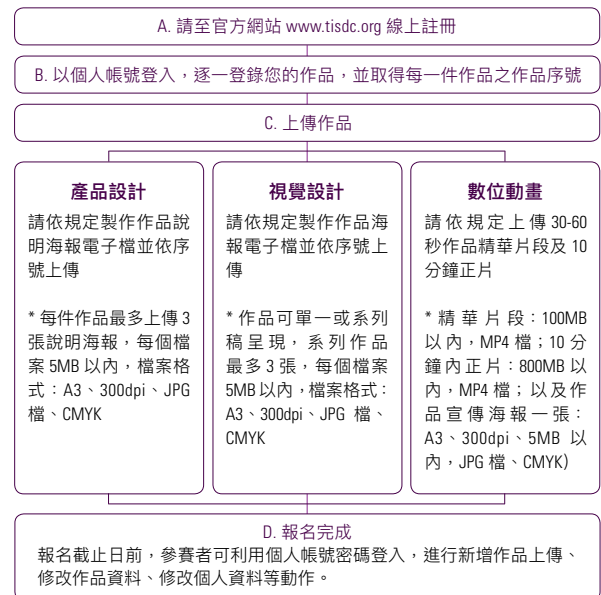 A. 請至官方網站 www.tisdc.org 線上註冊
B. 以個人帳號登入，逐一登錄您的作品，並取得每一件作品之作品序號
C. 上傳作品
產品設計
請依規定製作作品說
明海報電子檔並依序
號上傳
* 每件作品最多上傳 3
張說明海報，每個檔
案 5MB 以內，檔案格
式：A3、300dpi、JPG
檔、CMYK
視覺設計
請依規定製作作品海
報電子檔並依序號上
傳
* 作品可單一或系列
稿呈現，系列作品
最多 3 張，每個檔案
5MB 以內，檔案格式：
A3、300dpi、JPG 檔、
CMYK
數位動畫
請依規定上傳 30-60
秒作品精華片段及 10
分鐘正片
* 精華片段：100MB
以內，MP4 檔；10 分
鐘內正片：800MB 以
內，MP4 檔；以及作
品宣傳海報一張：
A3、300dpi、5MB 以
內，JPG 檔、CMYK）
D. 報名完成
報名截止日前，參賽者可利用個人帳號密碼登入，進行新增作品上傳、
修改作品資料、修改個人資料等動作。